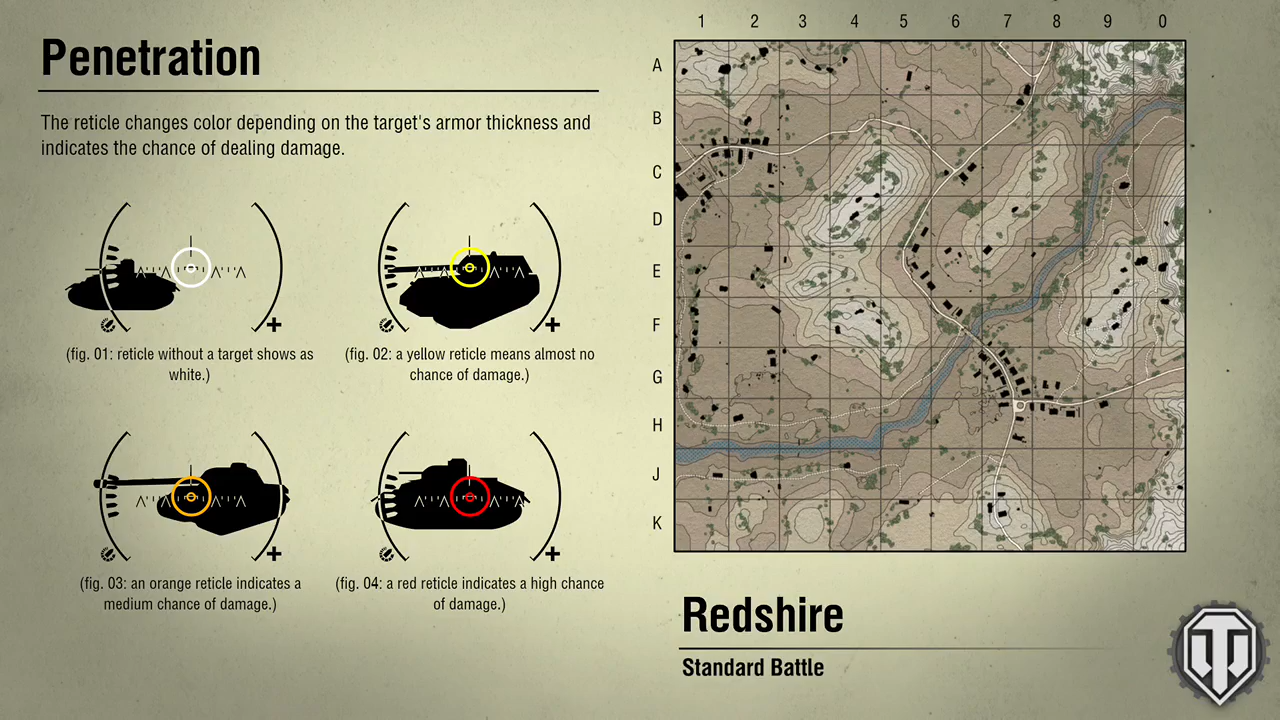 Penetration
The reticle changes color depending on the target's armor thickness and
indicates the chance of dealing damage.
(fig. 01: reticle without a target shows as
white.)
(fig. 02: a yellow reticle means almost no
chance of damage.)
(fig. 03: an orange reticle indicates a
medium chance of damage.)
(fig. 04: a red reticle indicates a high chance
of damage.)
1 2 3 4 5 6 7 8 9 0
A
B
C
D
E
F
G
H
J
K
Redshire
Standard Battle